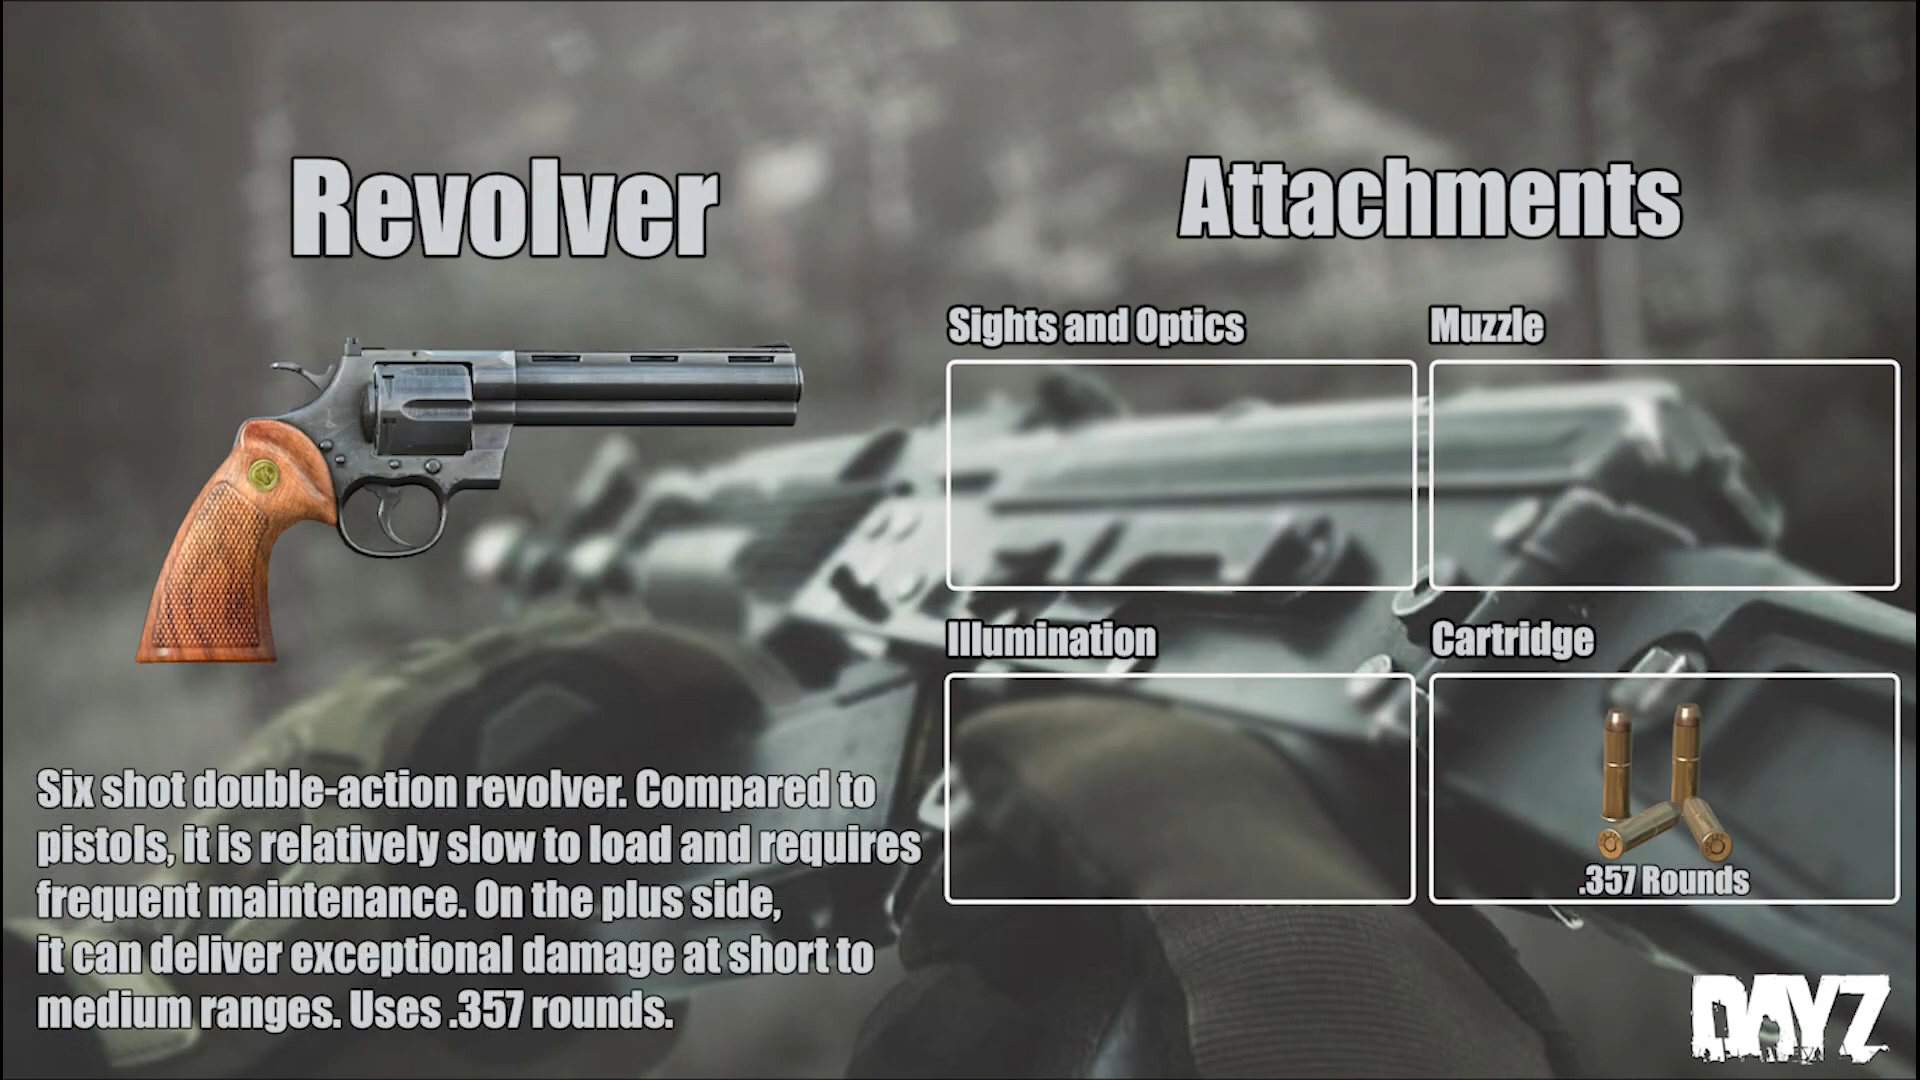 Revolver
Attachments
Sights and Optics
Muzzle
Illumination
Cartridge
.357 Rounds
Six shot double-action revolver. Compared to
pistols, it is relatively slow to load and requires
frequent maintenance. On the plus side,
it can deliver exceptional damage at short to
medium ranges. Uses .357 rounds.
DAYZ